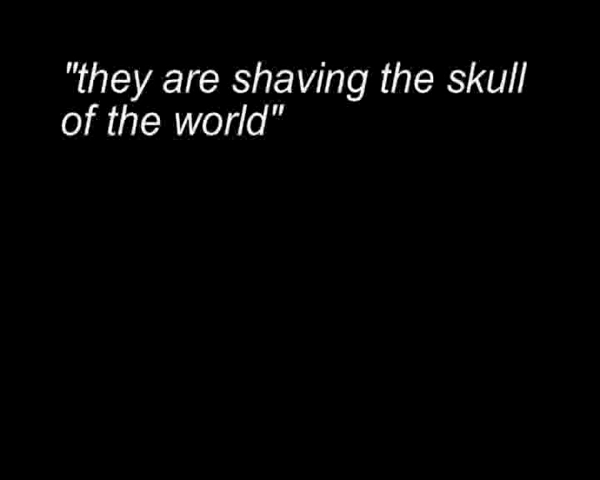 "they are shaving the skull
of the world"